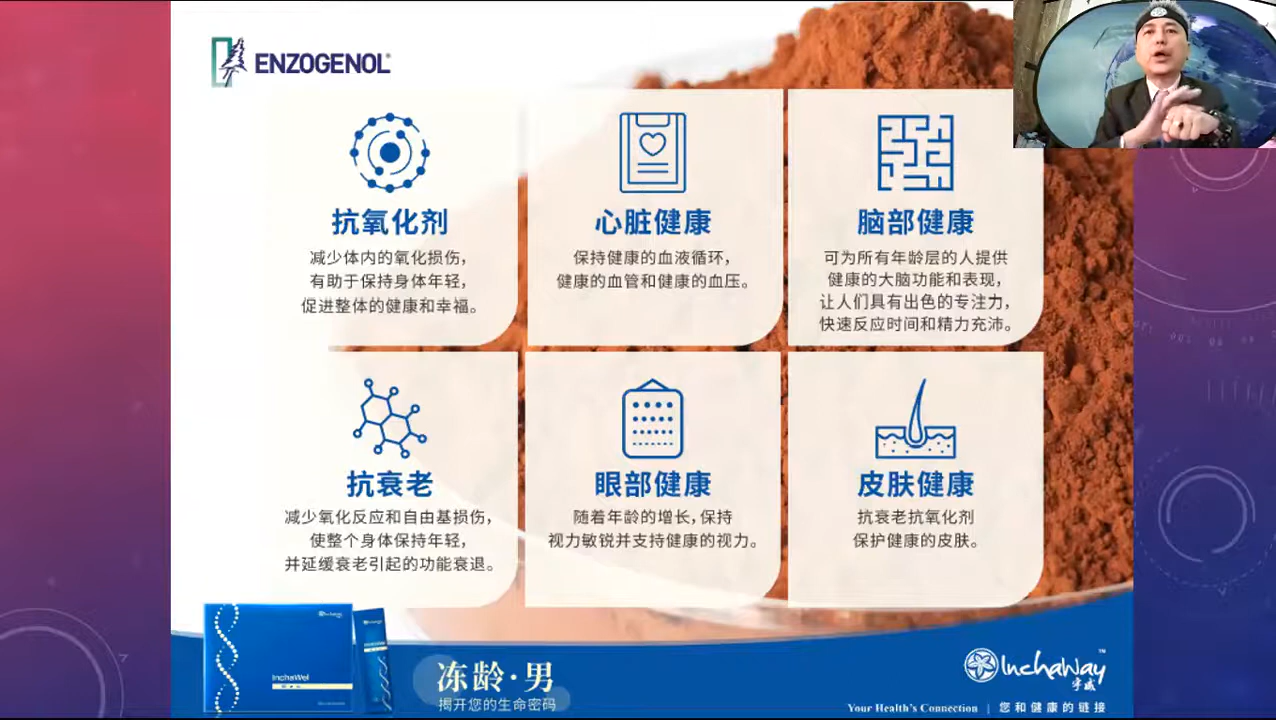 ENZOGENOL®
抗氧化剂
减少体内的氧化损伤，
有助于保持身体年轻，
促进整体的健康和幸福。
心脏健康
保持健康的血液循环，
健康的血管和健康的血压。
脑部健康
可为所有年龄层的人提供
健康的大脑功能和表现，
让人们具有出色的专注力，
快速反应时间和精力充沛。
抗衰老
减少氧化反应和自由基损伤，
使整个身体保持年轻，
并延缓衰老引起的功能衰退。
眼部健康
随着年龄的增长，保持
视力敏锐并支持健康的视力。
皮肤健康
抗衰老抗氧化剂
保护健康的皮肤。
InchaWel
冻龄·男
揭开您的生命密码
InchaWay™
宇威
Your Health's Connection | 您和健康的链接